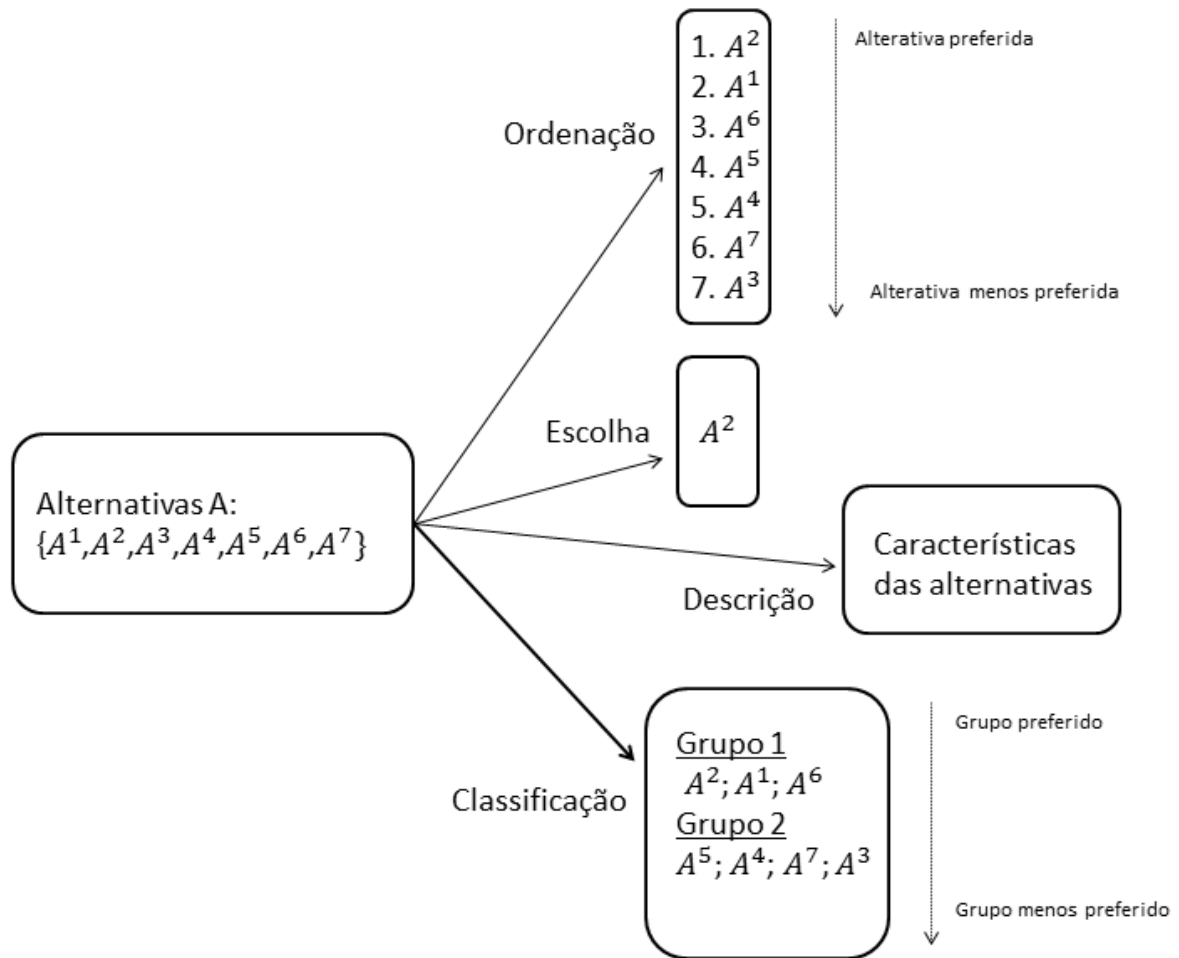 1. A²
2. A¹
3. A⁶
4. A⁵
5. A⁴
6. A⁷
7. A³
Alterativa preferida
Alterativa menos preferida
Ordenação
Escolha
A²
Alternativas A:
{A¹,A²,A³,A⁴,A⁵,A⁶,A⁷}
Descrição
Características
das alternativas
Classificação
Grupo 1
A²; A¹; A⁶
Grupo 2
A⁵; A⁴; A⁷; A³
Grupo preferido
Grupo menos preferido